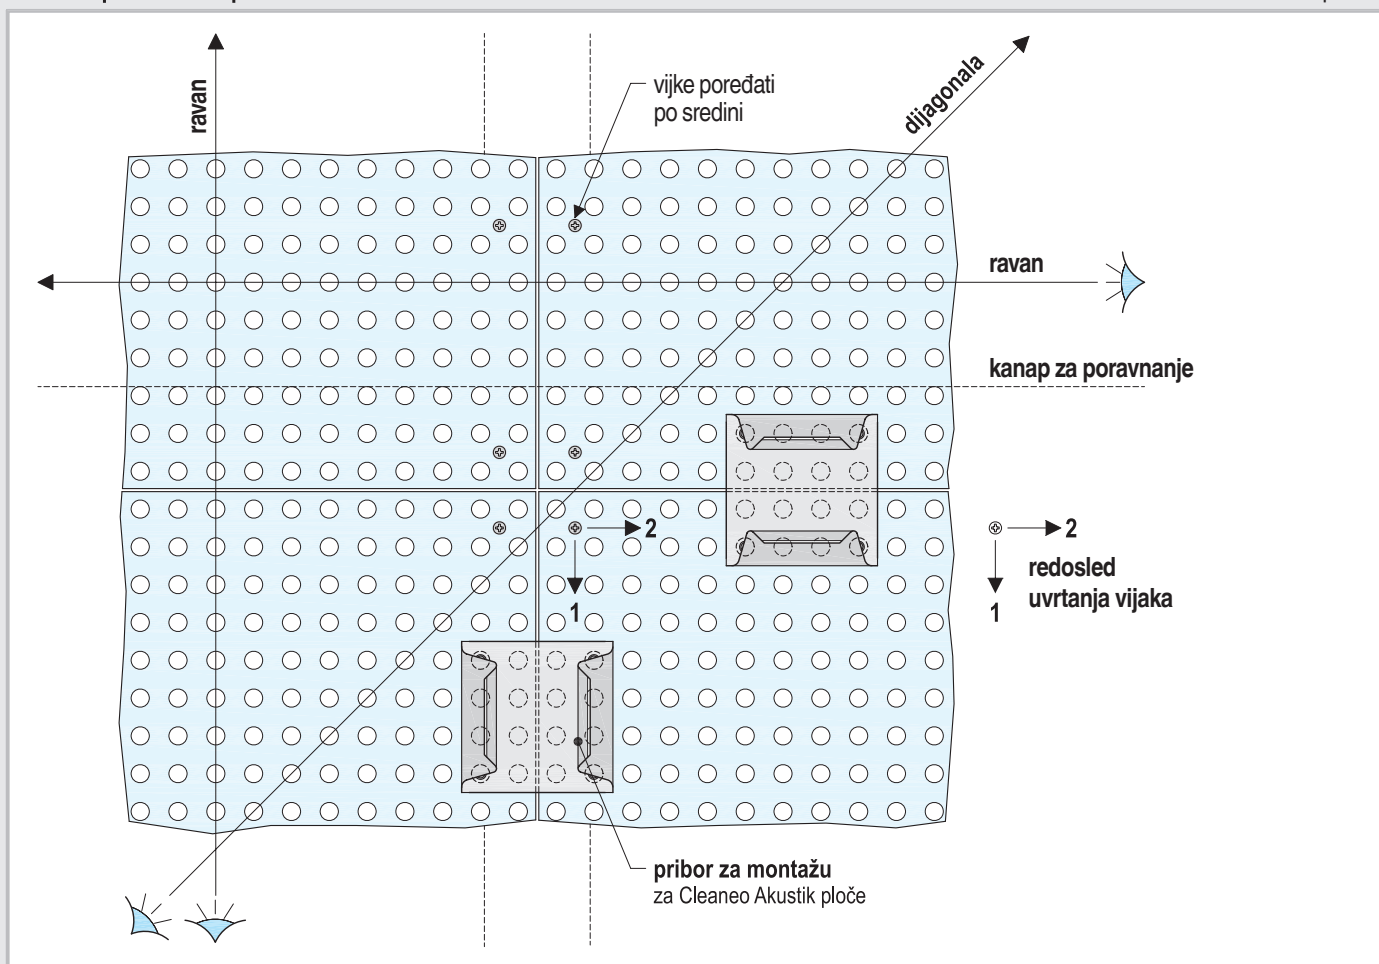 ravan
vijke poređati
po sredini
dijagonala
ravan
kanap za poravnanje
2
1
2
1
redosled
uvrtanja vijaka
pribor za montažu
za Cleaneo Akustik ploče